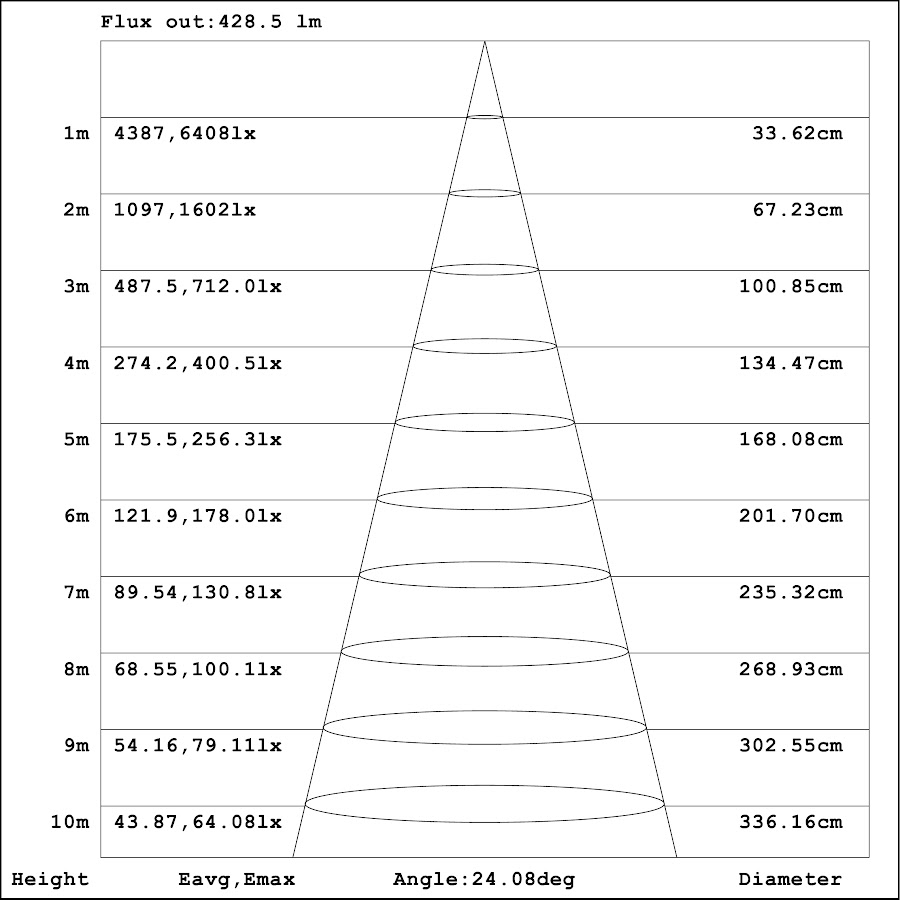 Flux out:428.5 lm
1m 4387,6408lx 33.62cm
2m 1097,1602lx 67.23cm
3m 487.5,712.0lx 100.85cm
4m 274.2,400.5lx 134.47cm
5m 175.5,256.3lx 168.08cm
6m 121.9,178.0lx 201.70cm
7m 89.54,130.8lx 235.32cm
8m 68.55,100.1lx 268.93cm
9m 54.16,79.11lx 302.55cm
10m 43.87,64.08lx 336.16cm
Height Eavg,Emax Angle:24.08deg Diameter